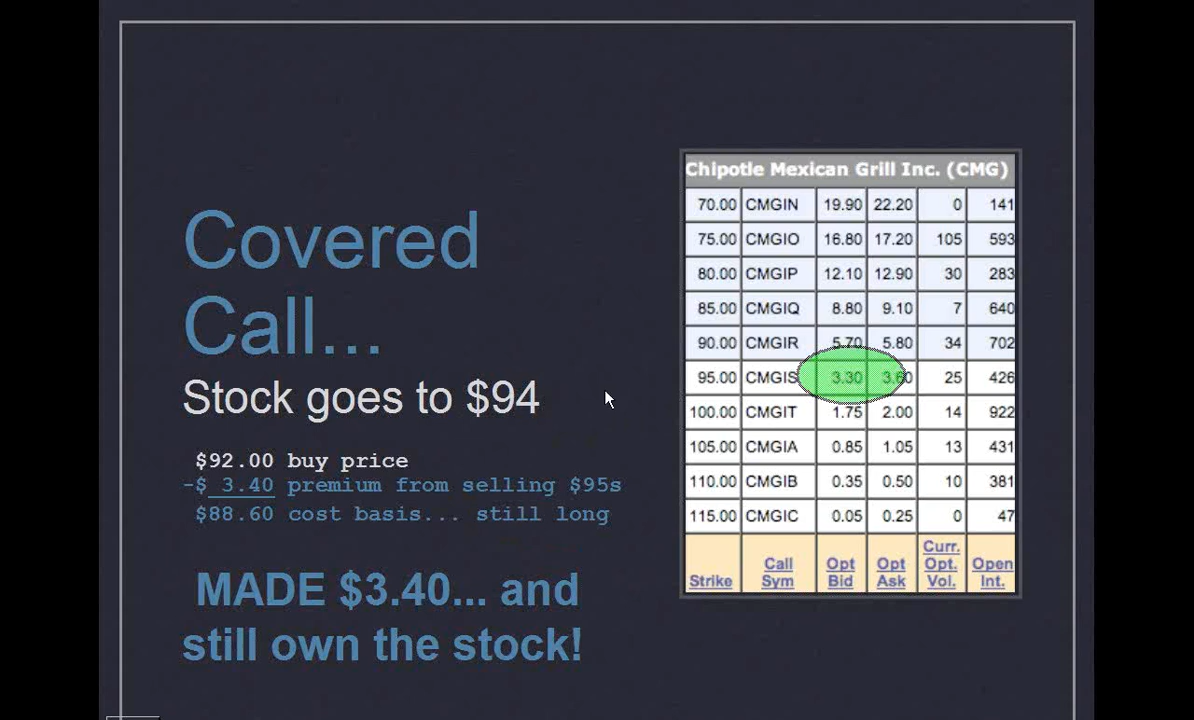 Covered
Call...
Stock goes to $94
$92.00 buy price
-$ 3.40 premium from selling $95s
$88.60 cost basis... still long
MADE $3.40... and
still own the stock!
Chipotle Mexican Grill Inc. (CMG)
70.00 CMGIN 19.90 22.20 0 141
75.00 CMGIO 16.80 17.20 105 593
80.00 CMGIP 12.10 12.90 30 283
85.00 CMGIQ 8.80 9.10 7 640
90.00 CMGIR 5.70 5.80 34 702
95.00 CMGIS 3.30 3.60 25 426
100.00 CMGIT 1.75 2.00 14 922
105.00 CMGIA 0.85 1.05 13 431
110.00 CMGIB 0.35 0.50 10 381
115.00 CMGIC 0.05 0.25 0 47
Strike Call Sym Opt Bid Opt Ask Curr. Opt. Vol. Open Int.